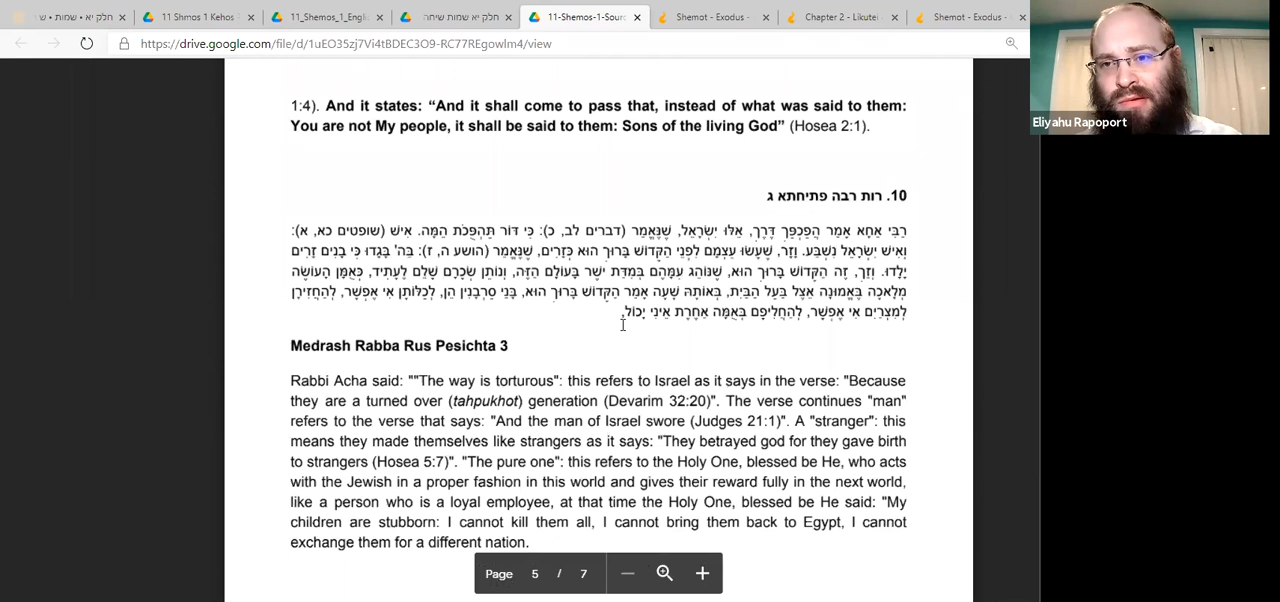 חלק יא • שמות • ש
11 Shmos 1 Kehos
11_Shemos_1_Engli
חלק יא שמות שיחה
11-Shemos-1-Sour
Shemot - Exodus -
Chapter 2 - Likutei
Shemot - Exodus -
https://drive.google.com/file/d/1uEO35zj7Vi4tBDEC3O9-RC77REgowlm4/view
Eliyahu Rapoport
1:4). And it states: “And it shall come to pass that, instead of what was said to them:
You are not My people, it shall be said to them: Sons of the living God” (Hosea 2:1).
10. רות רבה פתיחתא ג
רַבִּי אַחָא אָמַר הֲפַכְפַּךְ דֶּרֶךְ, אֵלּוּ יִשְׂרָאֵל, שֶׁנֶּאֱמַר (דברים לב, כ): כִּי דוֹר תַּהְפֻּכֹת הֵמָּה. אִישׁ (שופטים כא, א):
וְאִישׁ יִשְׂרָאֵל נִשְׁבַּע. וָזָר, שֶׁעָשׂוּ עַצְמָם לִפְנֵי הַקָּדוֹשׁ בָּרוּךְ הוּא כְּזָרִים, שֶׁנֶּאֱמַר (הושע ה, ז): בַּה' בָּגָדוּ כִּי בָנִים זָרִים
יָלָדוּ. וְזַךְ, זֶה הַקָּדוֹשׁ בָּרוּךְ הוּא, שֶׁנּוֹהֵג עִמָּהֶם בְּמִדַּת יֹשֶׁר בָּעוֹלָם הַזֶּה, וְנוֹתֵן שְׂכָרָם שָׁלֵם לֶעָתִיד, כְּאֻמָּן הָעוֹשֶׂה
מְלָאכָה בֶּאֱמוּנָה אֵצֶל בַּעַל הַבַּיִת, בְּאוֹתָהּ שָׁעָה אָמַר הַקָּדוֹשׁ בָּרוּךְ הוּא, בָּנַי סַרְבָנִין הֵן, לְכַלּוֹתָן אִי אֶפְשָׁר, לְהַחֲזִירָן
לְמִצְרַיִם אִי אֶפְשָׁר, לְהַחֲלִיפָם בְּאֻמָּה אַחֶרֶת אֵינִי יָכוֹל,
Medrash Rabba Rus Pesichta 3
Rabbi Acha said: ""The way is torturous": this refers to Israel as it says in the verse: "Because
they are a turned over (tahpukhot) generation (Devarim 32:20)". The verse continues "man"
refers to the verse that says: "And the man of Israel swore (Judges 21:1)". A "stranger": this
means they made themselves like strangers as it says: "They betrayed god for they gave birth
to strangers (Hosea 5:7)". "The pure one": this refers to the Holy One, blessed be He, who acts
with the Jewish in a proper fashion in this world and gives their reward fully in the next world,
like a person who is a loyal employee, at that time the Holy One, blessed be He said: "My
children are stubborn: I cannot kill them all, I cannot bring them back to Egypt, I cannot
exchange them for a different nation.
Page 5 / 7